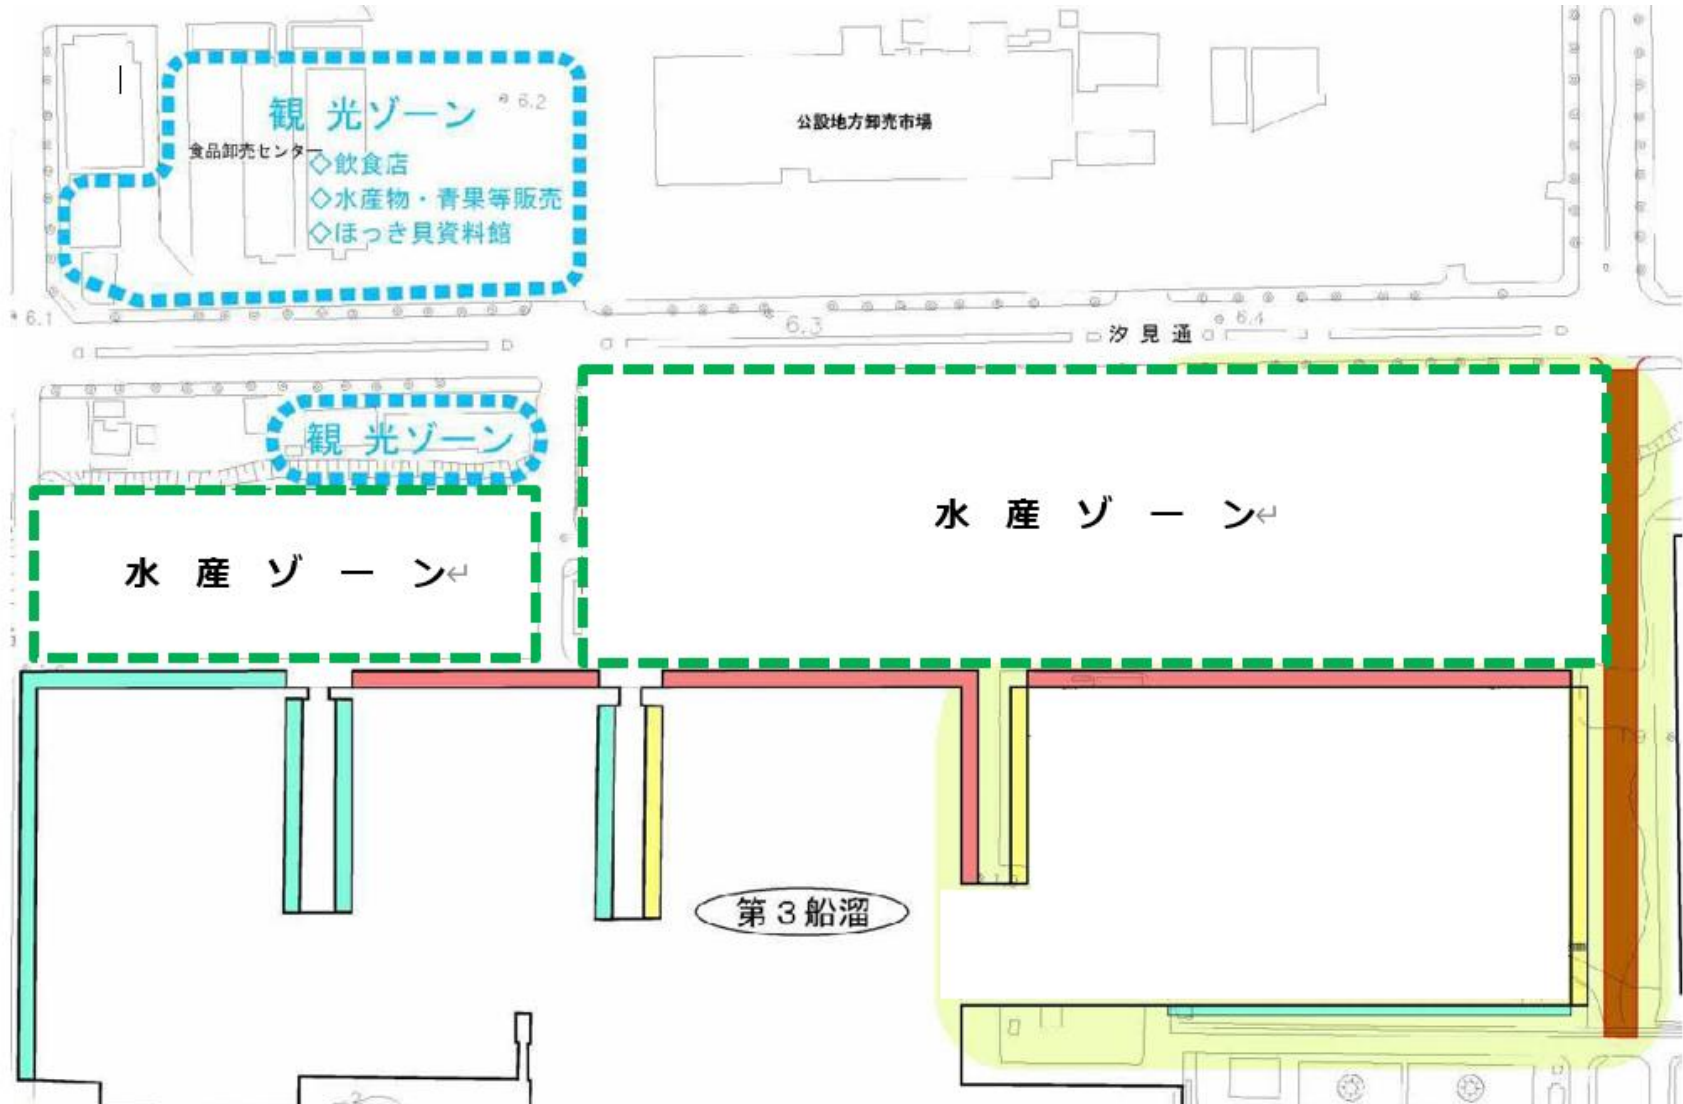 観 光ゾーン
6.2
食品卸売センター
◇飲食店
◇水産物・青果等販売
◇ほっき貝資料館
公設地方卸売市場
6.1
6.3
汐 見 通
6.4
観 光ゾーン
水 産 ゾ ー ン↵
水 産 ゾ ー ン↵
第3船溜